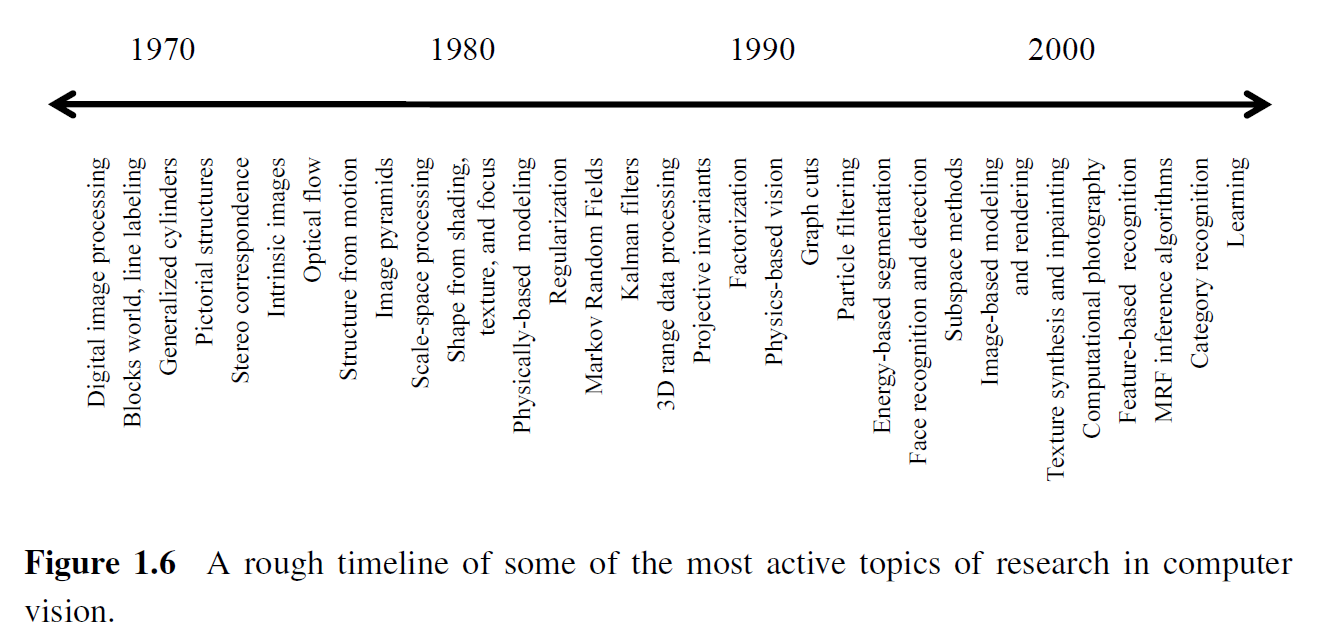 1970 1980 1990 2000
Digital image processing
Blocks world, line labeling
Generalized cylinders
Pictorial structures
Stereo correspondence
Intrinsic images
Optical flow
Structure from motion
Image pyramids
Scale-space processing
Shape from shading,
texture, and focus
Physically-based modeling
Regularization
Markov Random Fields
Kalman filters
3D range data processing
Projective invariants
Factorization
Physics-based vision
Graph cuts
Particle filtering
Energy-based segmentation
Face recognition and detection
Subspace methods
Image-based modeling
and rendering
Texture synthesis and inpainting
Computational photography
Feature-based recognition
MRF inference algorithms
Category recognition
Learning
Figure 1.6 A rough timeline of some of the most active topics of research in computer
vision.